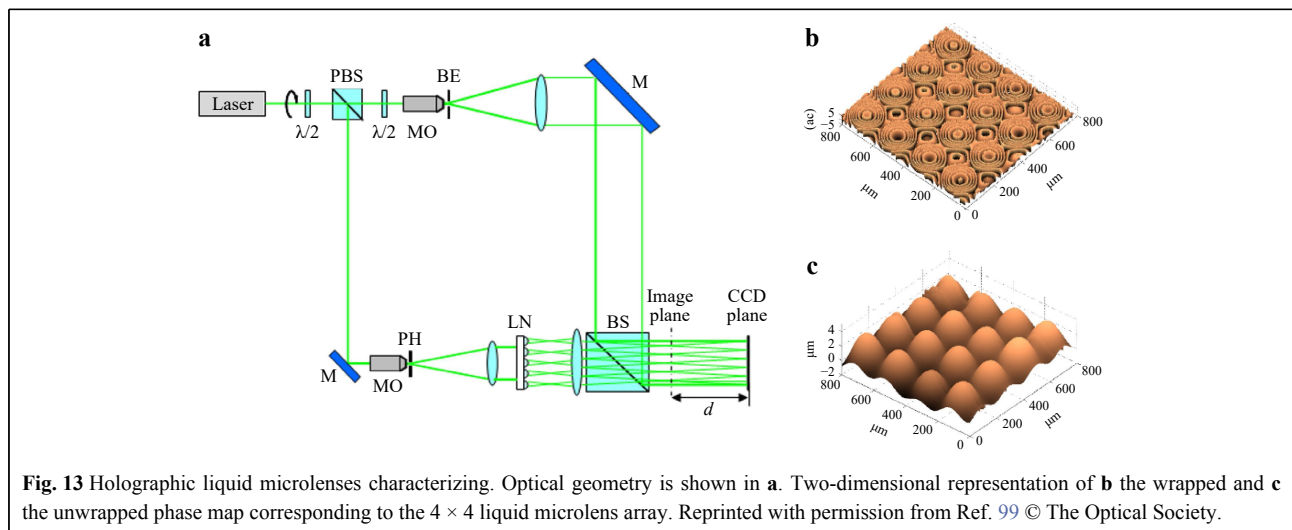 a
Laser
λ/2
PBS
λ/2
MO
BE
M
M
MO
PH
LN
BS
Image
plane
CCD
plane
d
b
5
−5
(ac)
800
600
400
200
0
μm
0
200
400
600
800
μm
c
4
2
0
−2
μm
800
600
400
200
0
μm
0
200
400
600
800
μm
Fig. 13 Holographic liquid microlenses characterizing. Optical geometry is shown in a. Two-dimensional representation of b the wrapped and c
the unwrapped phase map corresponding to the 4 × 4 liquid microlens array. Reprinted with permission from Ref. 99 © The Optical Society.